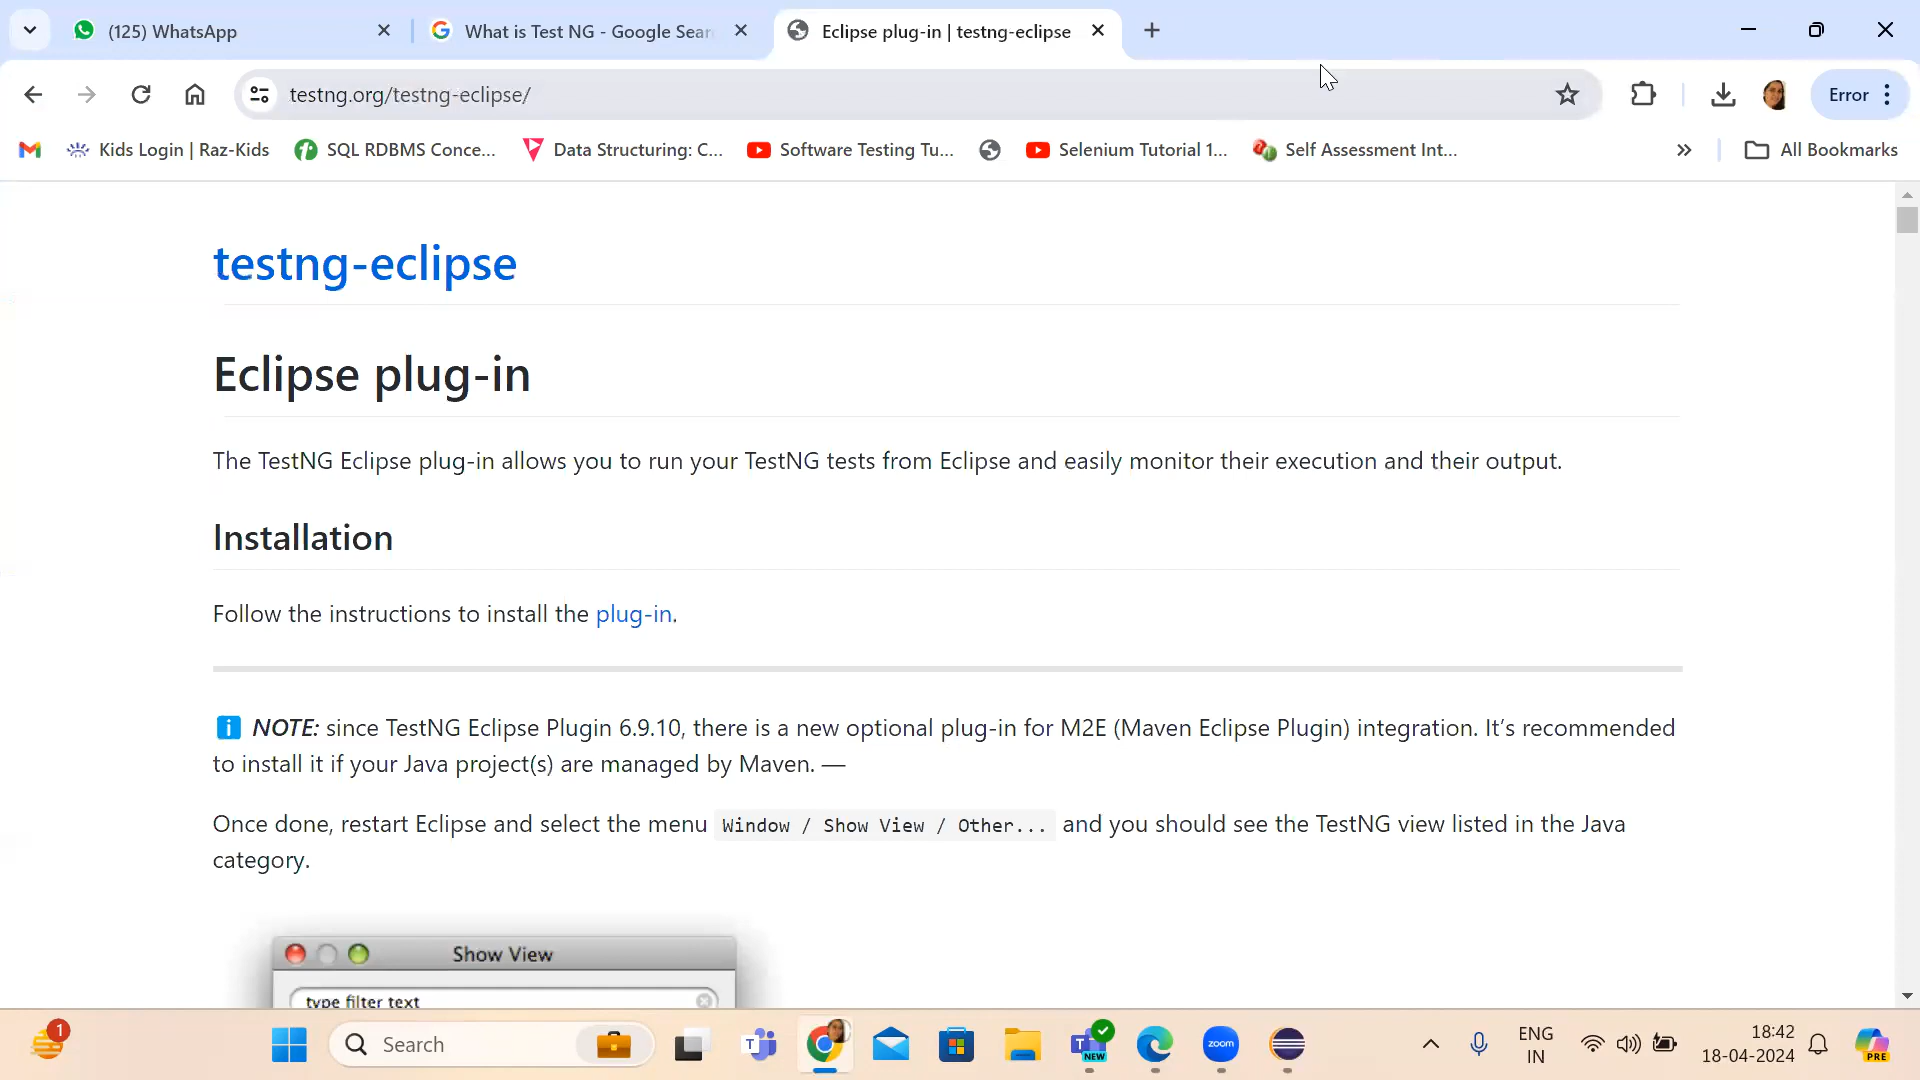 (125) WhatsApp
What is Test NG - Google Sear
Eclipse plug-in | testng-eclipse
testng.org/testng-eclipse/
Error
Kids Login | Raz-Kids
SQL RDBMS Conce...
Data Structuring: C...
Software Testing Tu...
Selenium Tutorial 1...
Self Assessment Int...
All Bookmarks
testng-eclipse
Eclipse plug-in
The TestNG Eclipse plug-in allows you to run your TestNG tests from Eclipse and easily monitor their execution and their output.
Installation
Follow the instructions to install the plug-in.
NOTE: since TestNG Eclipse Plugin 6.9.10, there is a new optional plug-in for M2E (Maven Eclipse Plugin) integration. It's recommended
to install it if your Java project(s) are managed by Maven. —
Once done, restart Eclipse and select the menu Window / Show View / Other... and you should see the TestNG view listed in the Java
category.
Show View
type filter text
1
Search
NEW
zoom
ENG
IN
18:42
18-04-2024
PRE